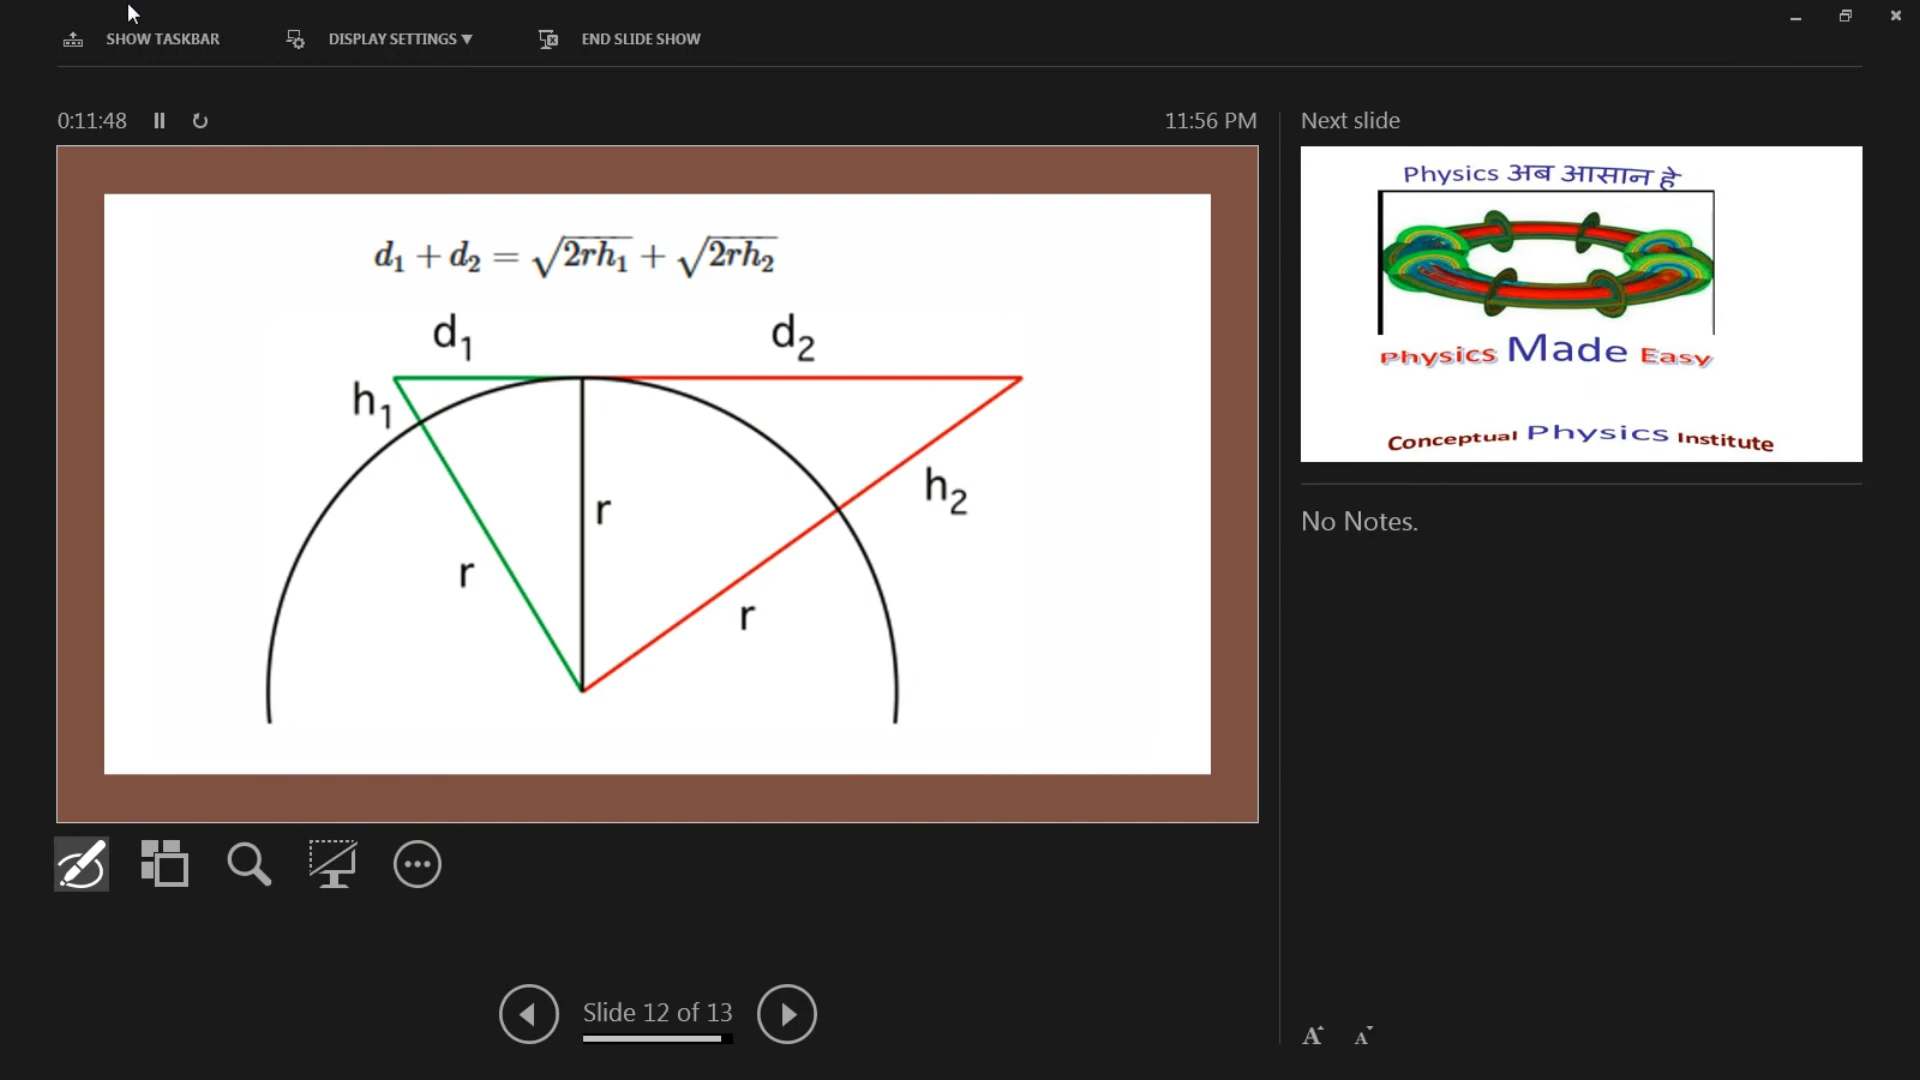 SHOW TASKBAR
DISPLAY SETTINGS ▼
END SLIDE SHOW
0:11:48
11:56 PM
d₁ + d₂ = √2rh₁ + √2rh₂
d₁
d₂
h₁
h₂
r
r
r
Slide 12 of 13
Next slide
Physics अब आसान हे
Physics Made Easy
Conceptual Physics Institute
No Notes.
A
A